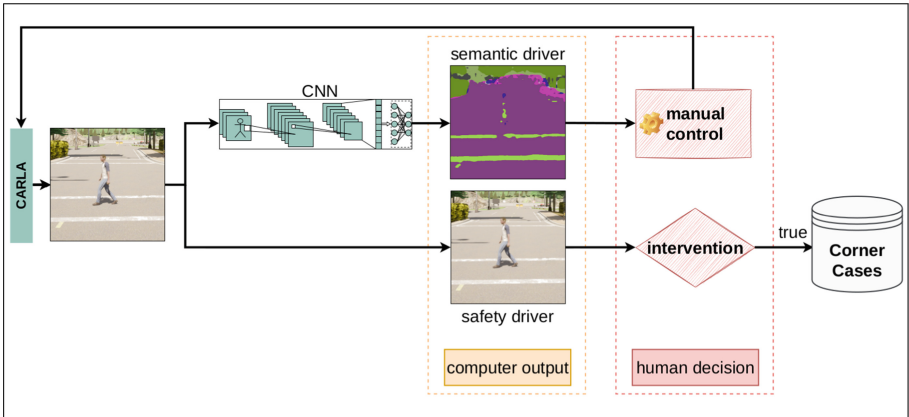 semantic driver
CNN
manual
control
CARLA
intervention
true
Corner
Cases
safety driver
computer output
human decision